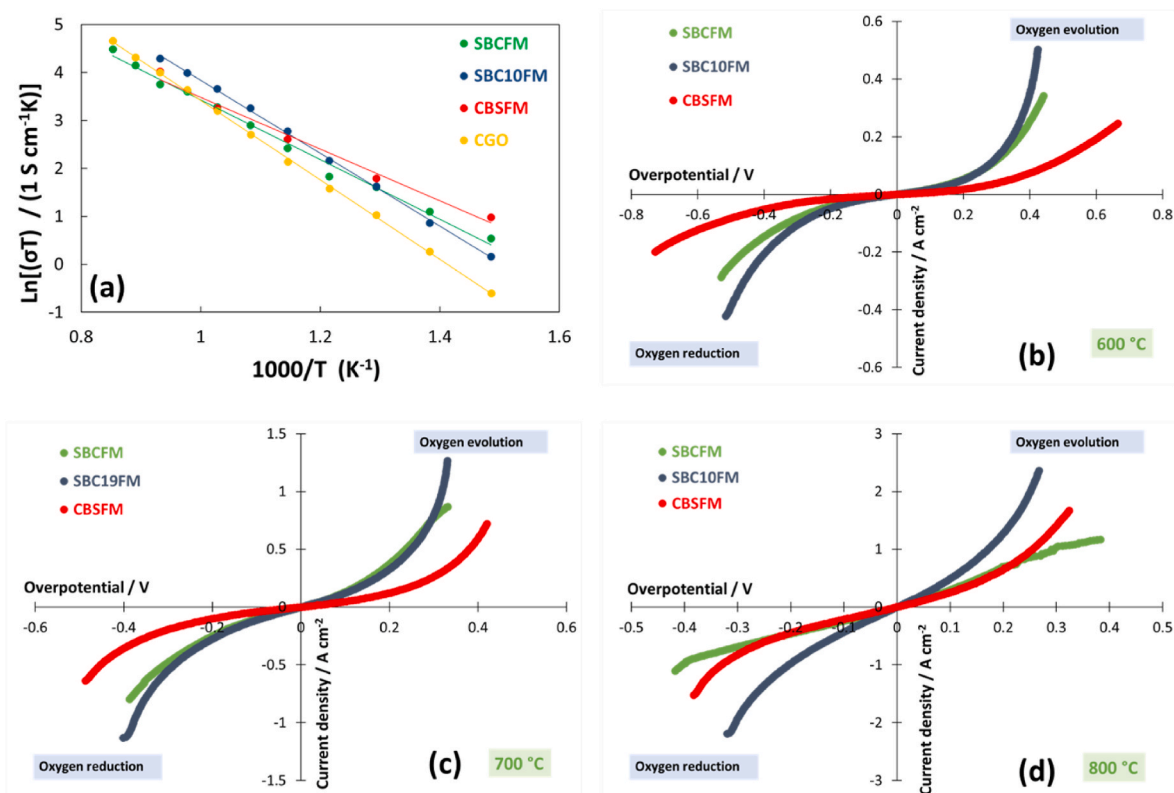 5
4
3
2
1
0
-1
0.8
1
1.2
1.4
1.6
Ln[(σT) / (1 S cm⁻¹K)]
1000/T (K⁻¹)
SBCFM
SBC10FM
CBSFM
CGO
(a)
SBCFM
SBC10FM
CBSFM
Oxygen evolution
Overpotential / V
Current density / A cm⁻²
0.6
0.4
0.2
0
-0.2
-0.4
-0.6
-0.8
-0.6
-0.4
-0.2
0
0.2
0.4
0.6
0.8
Oxygen reduction
(b)
600 °C
SBCFM
SBC19FM
CBSFM
Oxygen evolution
Overpotential / V
Current density / A cm⁻²
1.5
1
0.5
0
-0.5
-1
-1.5
-0.6
-0.4
-0.2
0
0.2
0.4
0.6
Oxygen reduction
(c)
700 °C
SBCFM
SBC10FM
CBSFM
Oxygen evolution
Overpotential / V
Current density / A cm⁻²
3
2
1
0
-1
-2
-3
-0.5
-0.4
-0.3
-0.2
-0.1
0
0.1
0.2
0.3
0.4
0.5
Oxygen reduction
(d)
800 °C